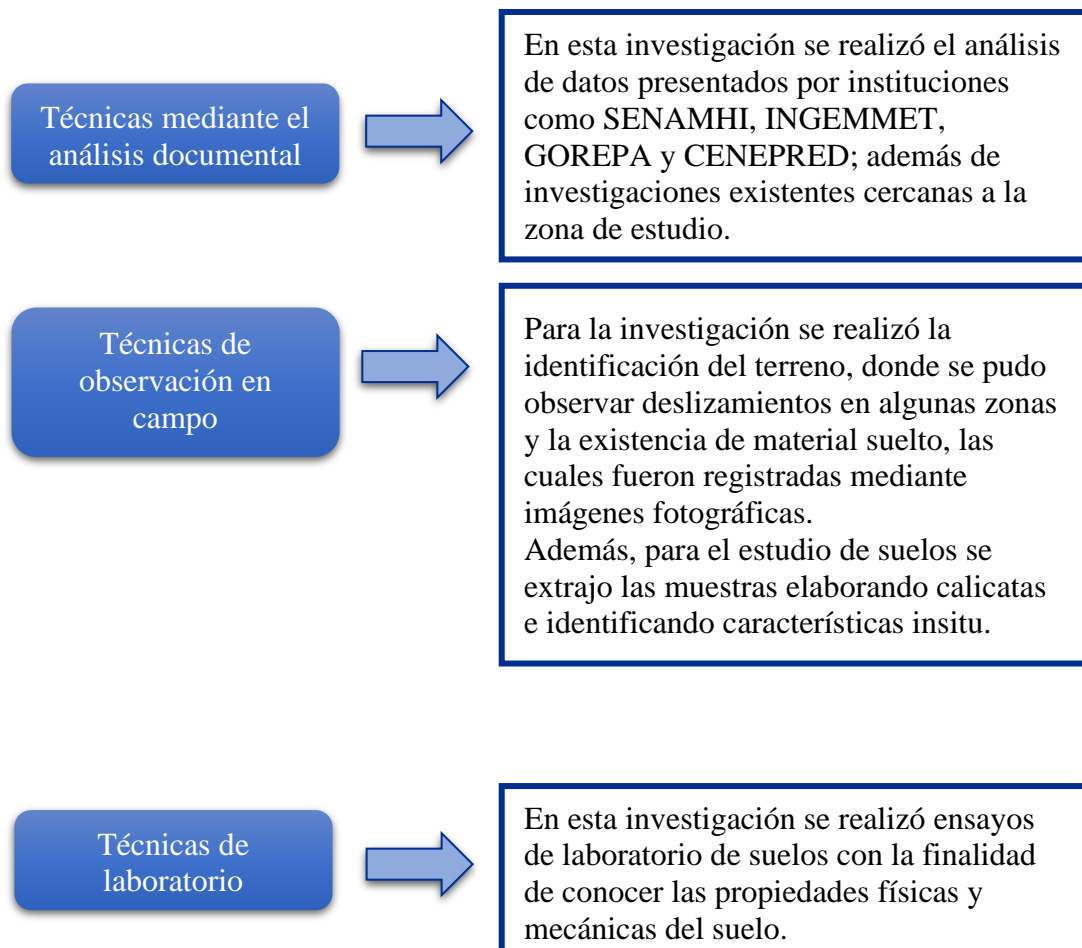 Técnicas mediante el
análisis documental
En esta investigación se realizó el análisis
de datos presentados por instituciones
como SENAMHI, INGEMMET,
GOREPA y CENEPRED; además de
investigaciones existentes cercanas a la
zona de estudio.
Técnicas de
observación en
campo
Para la investigación se realizó la
identificación del terreno, donde se pudo
observar deslizamientos en algunas zonas
y la existencia de material suelto, las
cuales fueron registradas mediante
imágenes fotográficas.
Además, para el estudio de suelos se
extrajo las muestras elaborando calicatas
e identificando características insitu.
Técnicas de
laboratorio
En esta investigación se realizó ensayos
de laboratorio de suelos con la finalidad
de conocer las propiedades físicas y
mecánicas del suelo.